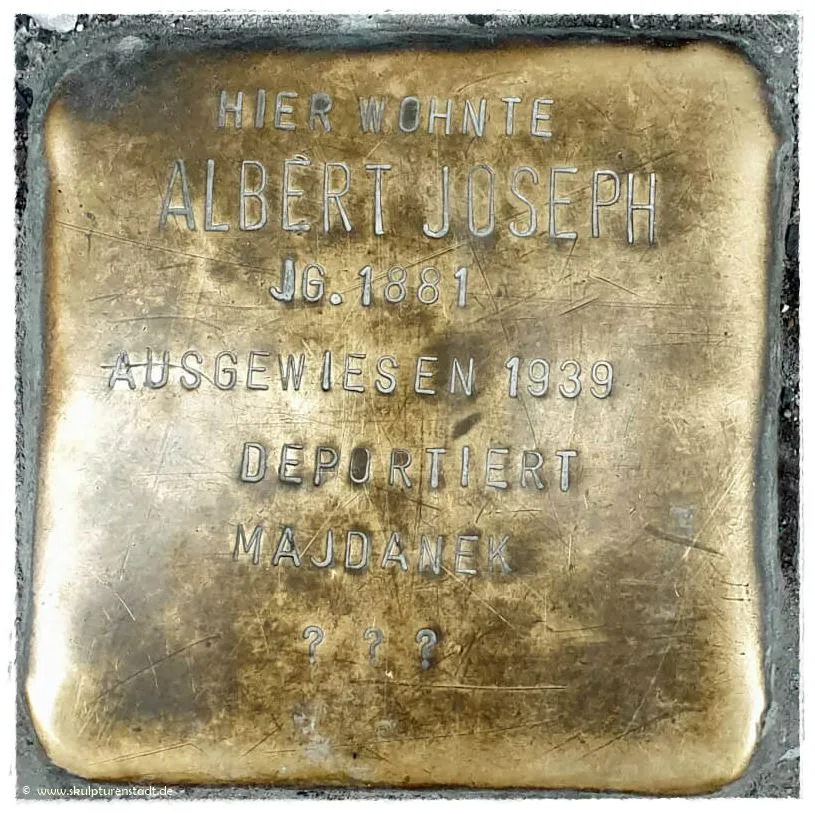 HIER WOHNTE
ALBERT JOSEPH
JG. 1881
AUSGEWIESEN 1939
DEPORTIERT
MAJDANEK
? ? ?
© www.skulpturenstadt.de